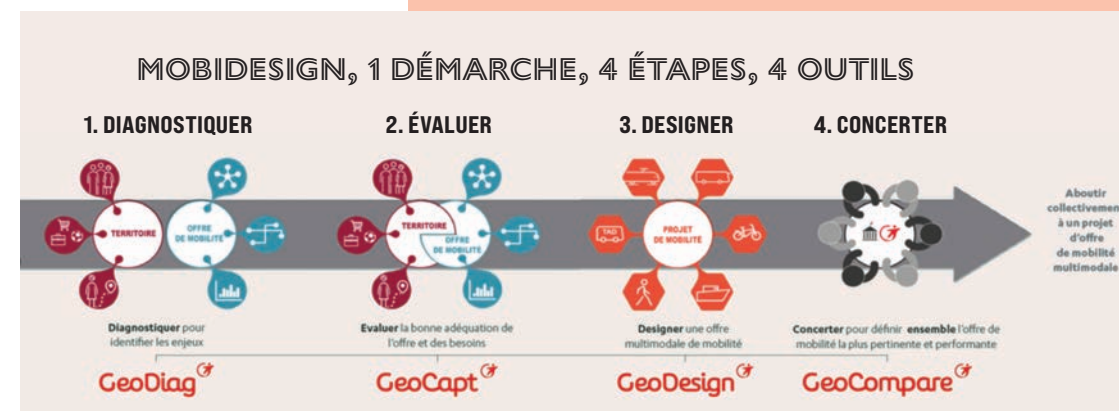 MOBIDESIGN, 1 DÉMARCHE, 4 ÉTAPES, 4 OUTILS
1. DIAGNOSTIQUER
2. ÉVALUER
3. DESIGNER
4. CONCERTER
TERRITOIRE
OFFRE
DE MOBILITÉ
TERRITOIRE
OFFRE
DE MOBILITÉ
TAD
PROJET
DE MOBILITÉ
Aboutir
collectivemen
à un projet
d'offre
de mobilité
multimodale
Diagnostiquer pour
identifier les enjeux
Evaluer la bonne adéquation de
l'offre et des besoins
Designer une offre
multimodale de mobilité
Concerter pour définir ensemble l'offre de
mobilité la plus pertinente et performante
GeoDiag
GeoCapt
GeoDesign
GeoCompare